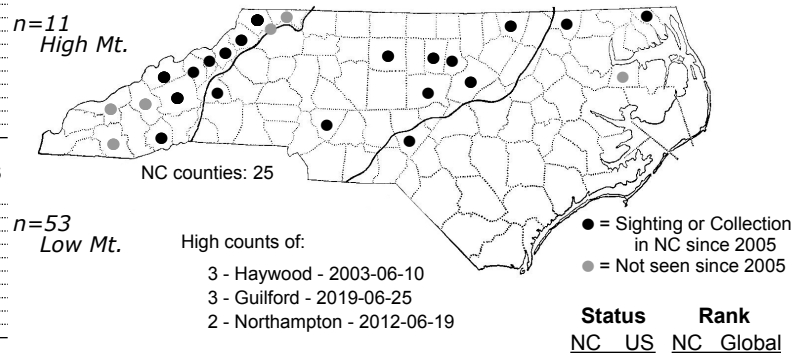 n=11
High Mt.
NC counties: 25
n=53
Low Mt.
High counts of:
3 - Haywood - 2003-06-10
3 - Guilford - 2019-06-25
2 - Northampton - 2012-06-19
● = Sighting or Collection
in NC since 2005
● = Not seen since 2005
Status Rank
NC US NC Global